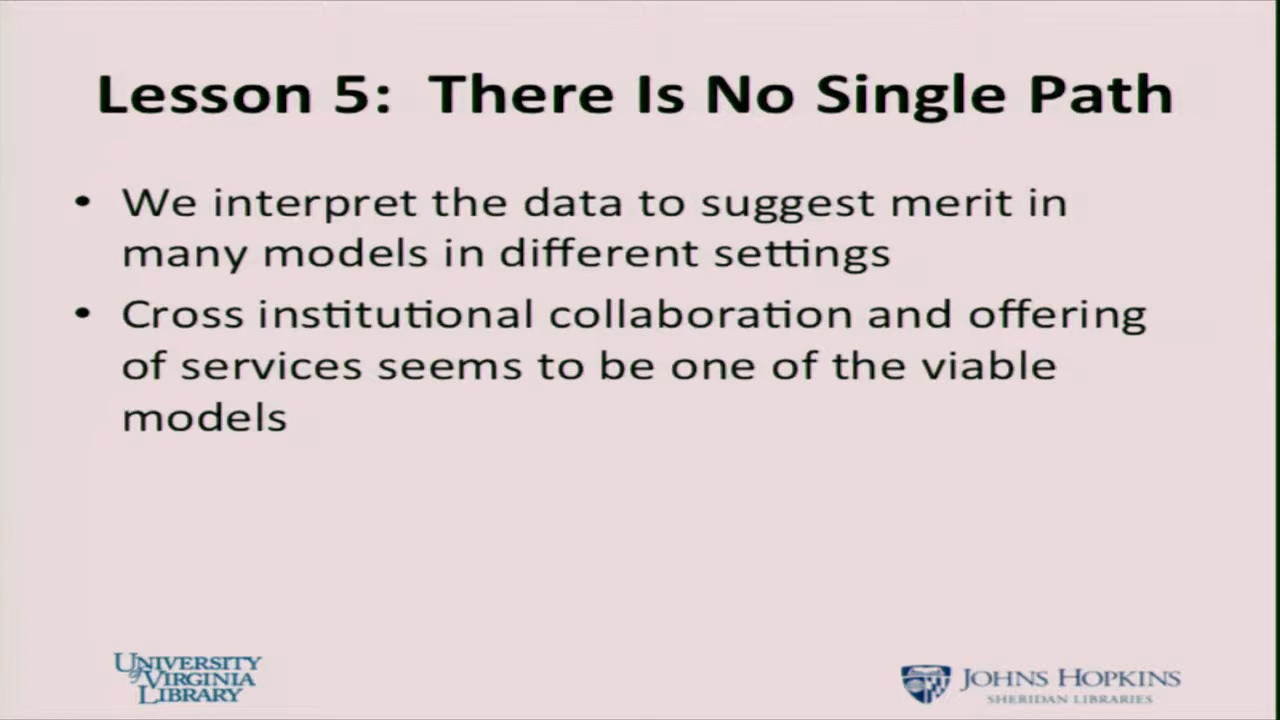 Lesson 5: There Is No Single Path
• We interpret the data to suggest merit in
many models in different settings
• Cross institutional collaboration and offering
of services seems to be one of the viable
models
UNIVERSITY
of VIRGINIA
LIBRARY
JOHNS HOPKINS
SHERIDAN LIBRARIES